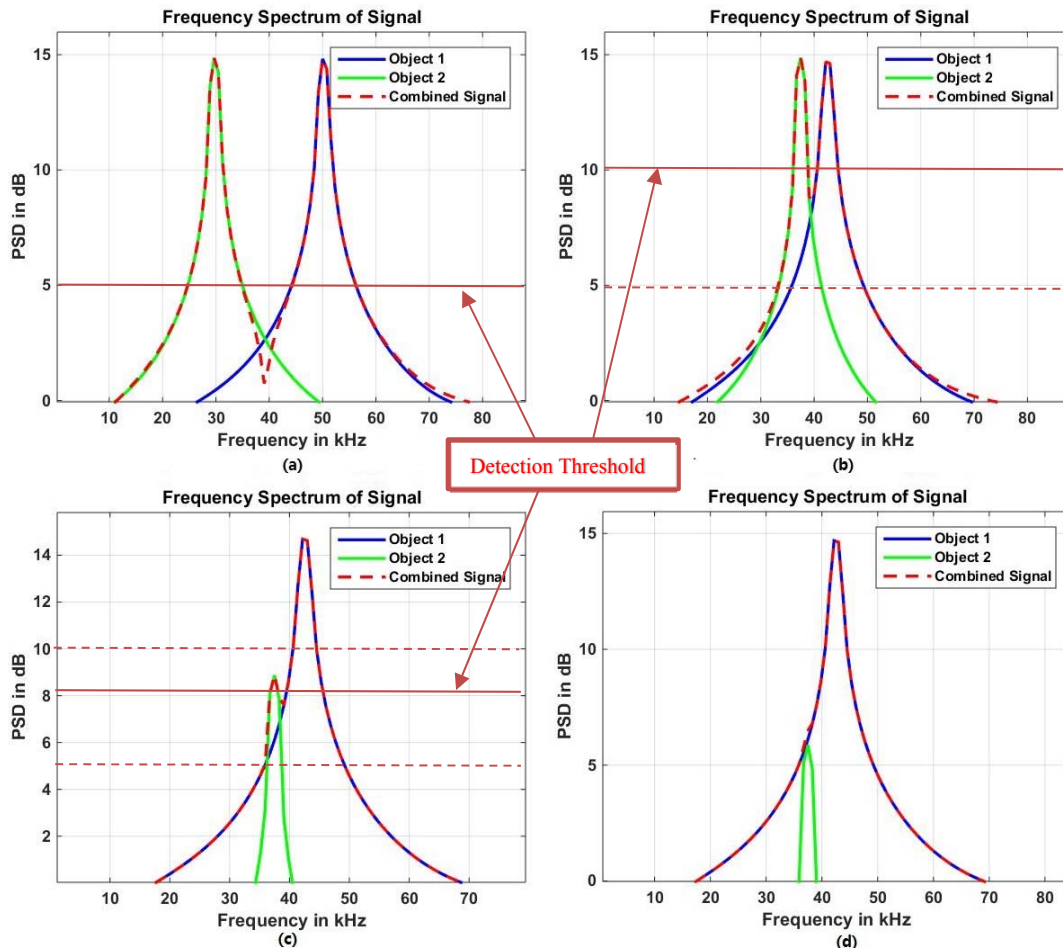 Frequency Spectrum of Signal
15
10
5
0
PSD in dB
Object 1
Object 2
Combined Signal
10 20 30 40 50 60 70 80
Frequency in kHz
(a)
Frequency Spectrum of Signal
15
10
5
0
PSD in dB
Object 1
Object 2
Combined Signal
10 20 30 40 50 60 70 80
Frequency in kHz
(b)
Detection Threshold
Frequency Spectrum of Signal
14
12
10
8
6
4
2
PSD in dB
Object 1
Object 2
Combined Signal
10 20 30 40 50 60 70 80
Frequency in kHz
(c)
Frequency Spectrum of Signal
15
10
5
0
PSD in dB
Object 1
Object 2
Combined Signal
10 20 30 40 50 60 70 80
Frequency in kHz
(d)